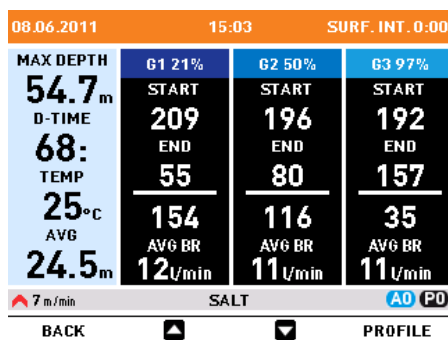 08.06.2011 15:03 SURF. INT. 0:00
MAX DEPTH
54.7m
D-TIME
68:
TEMP
25°C
AVG
24.5m
G1 21%
START
209
END
55
154
AVG BR
12l/min
G2 50%
START
196
END
80
116
AVG BR
11l/min
G3 97%
START
192
END
157
35
AVG BR
11l/min
7 m/min SALT A0 P0
BACK PROFILE